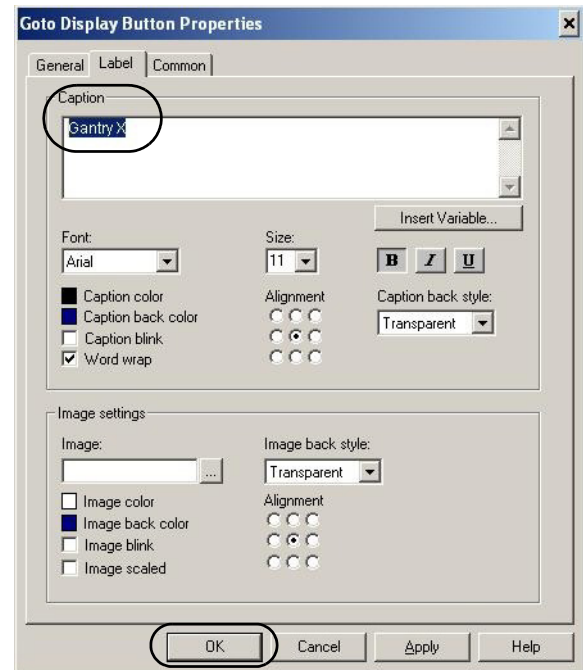 Goto Display Button Properties
General Label Common
Caption
Gantry X
Insert Variable...
Font: Size:
Arial 11 B I U
Caption color Alignment Caption back style:
Caption back color Transparent
Caption blink
Word wrap
Image settings
Image: Image back style:
... Transparent
Image color Alignment
Image back color
Image blink
Image scaled
OK Cancel Apply Help